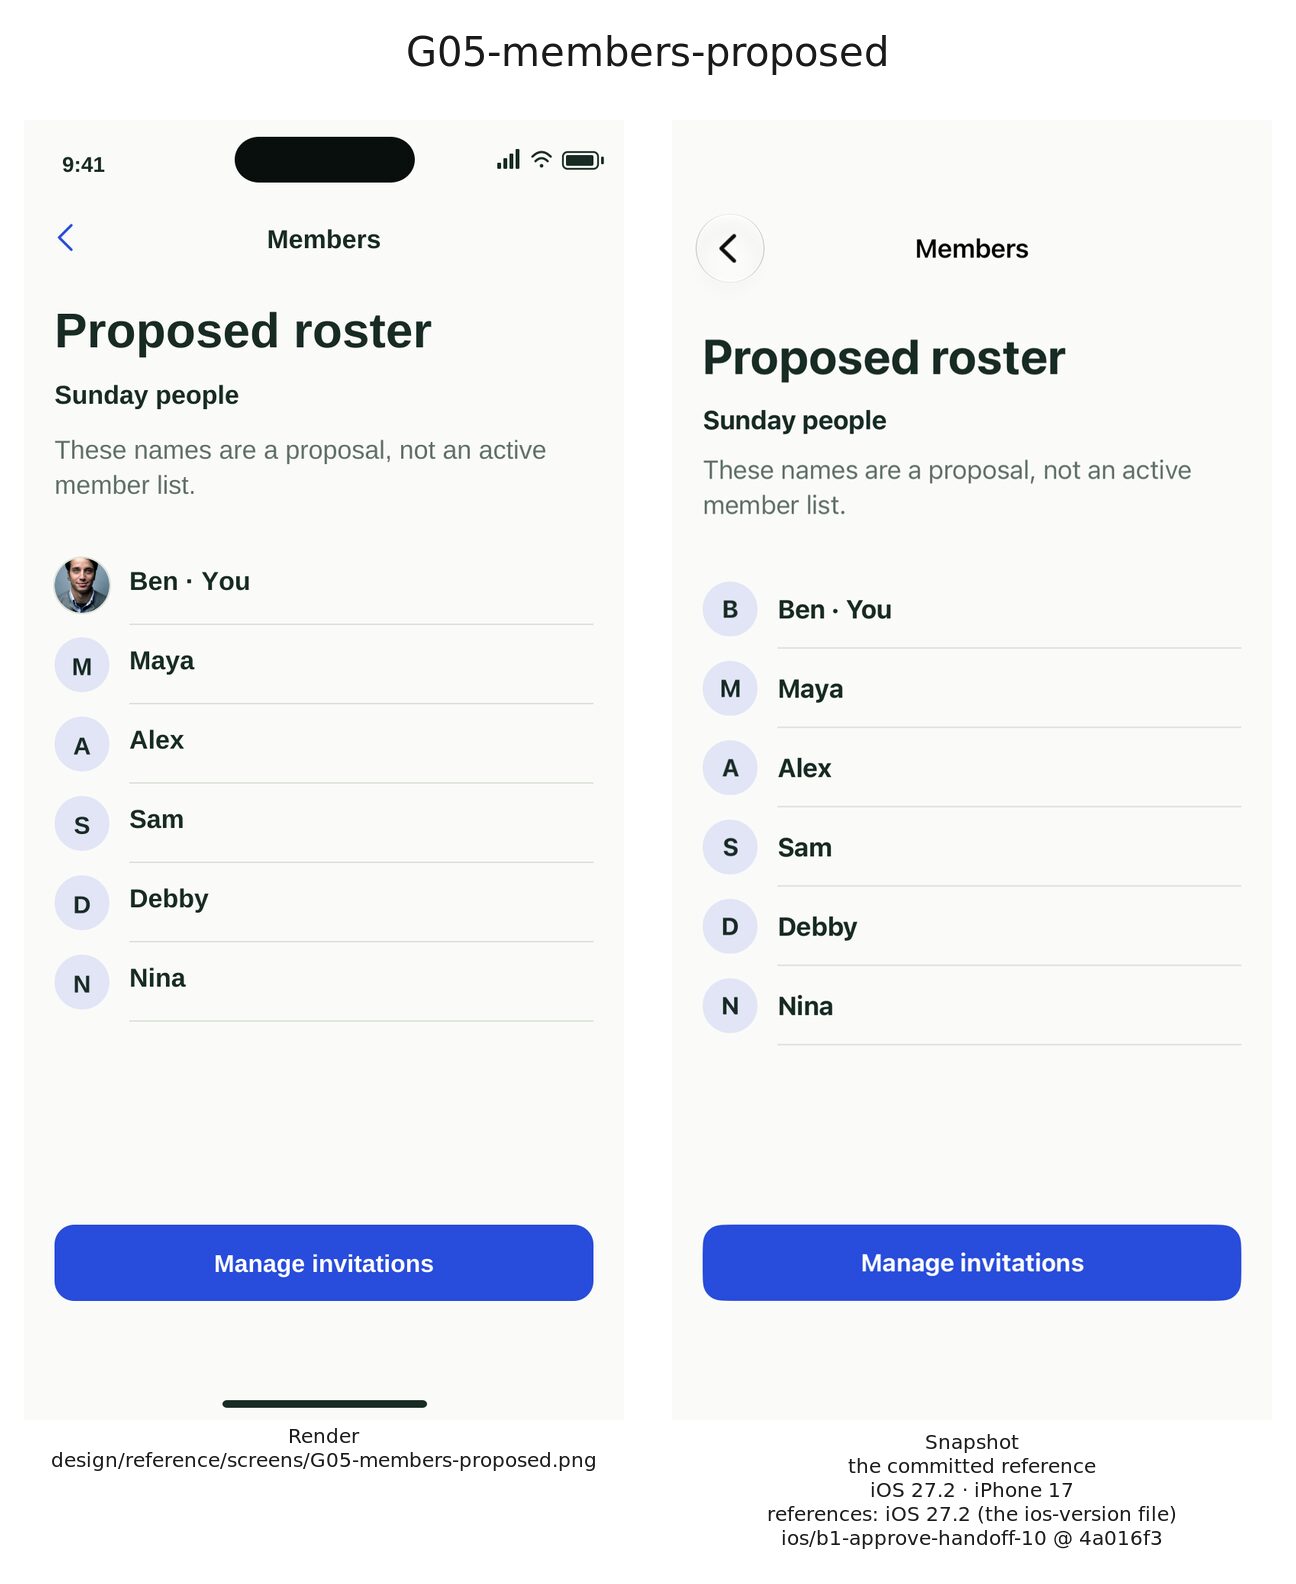 G05-members-proposed
9:41
Members
Proposed roster
Sunday people
These names are a proposal, not an active
member list.
Ben · You
M
Maya
A
Alex
S
Sam
D
Debby
N
Nina
Manage invitations
Render
design/reference/screens/G05-members-proposed.png
Members
Proposed roster
Sunday people
These names are a proposal, not an active
member list.
B
Ben · You
M
Maya
A
Alex
S
Sam
D
Debby
N
Nina
Manage invitations
Snapshot
the committed reference
iOS 27.2 · iPhone 17
references: iOS 27.2 (the ios-version file)
ios/b1-approve-handoff-10 @ 4a016f3